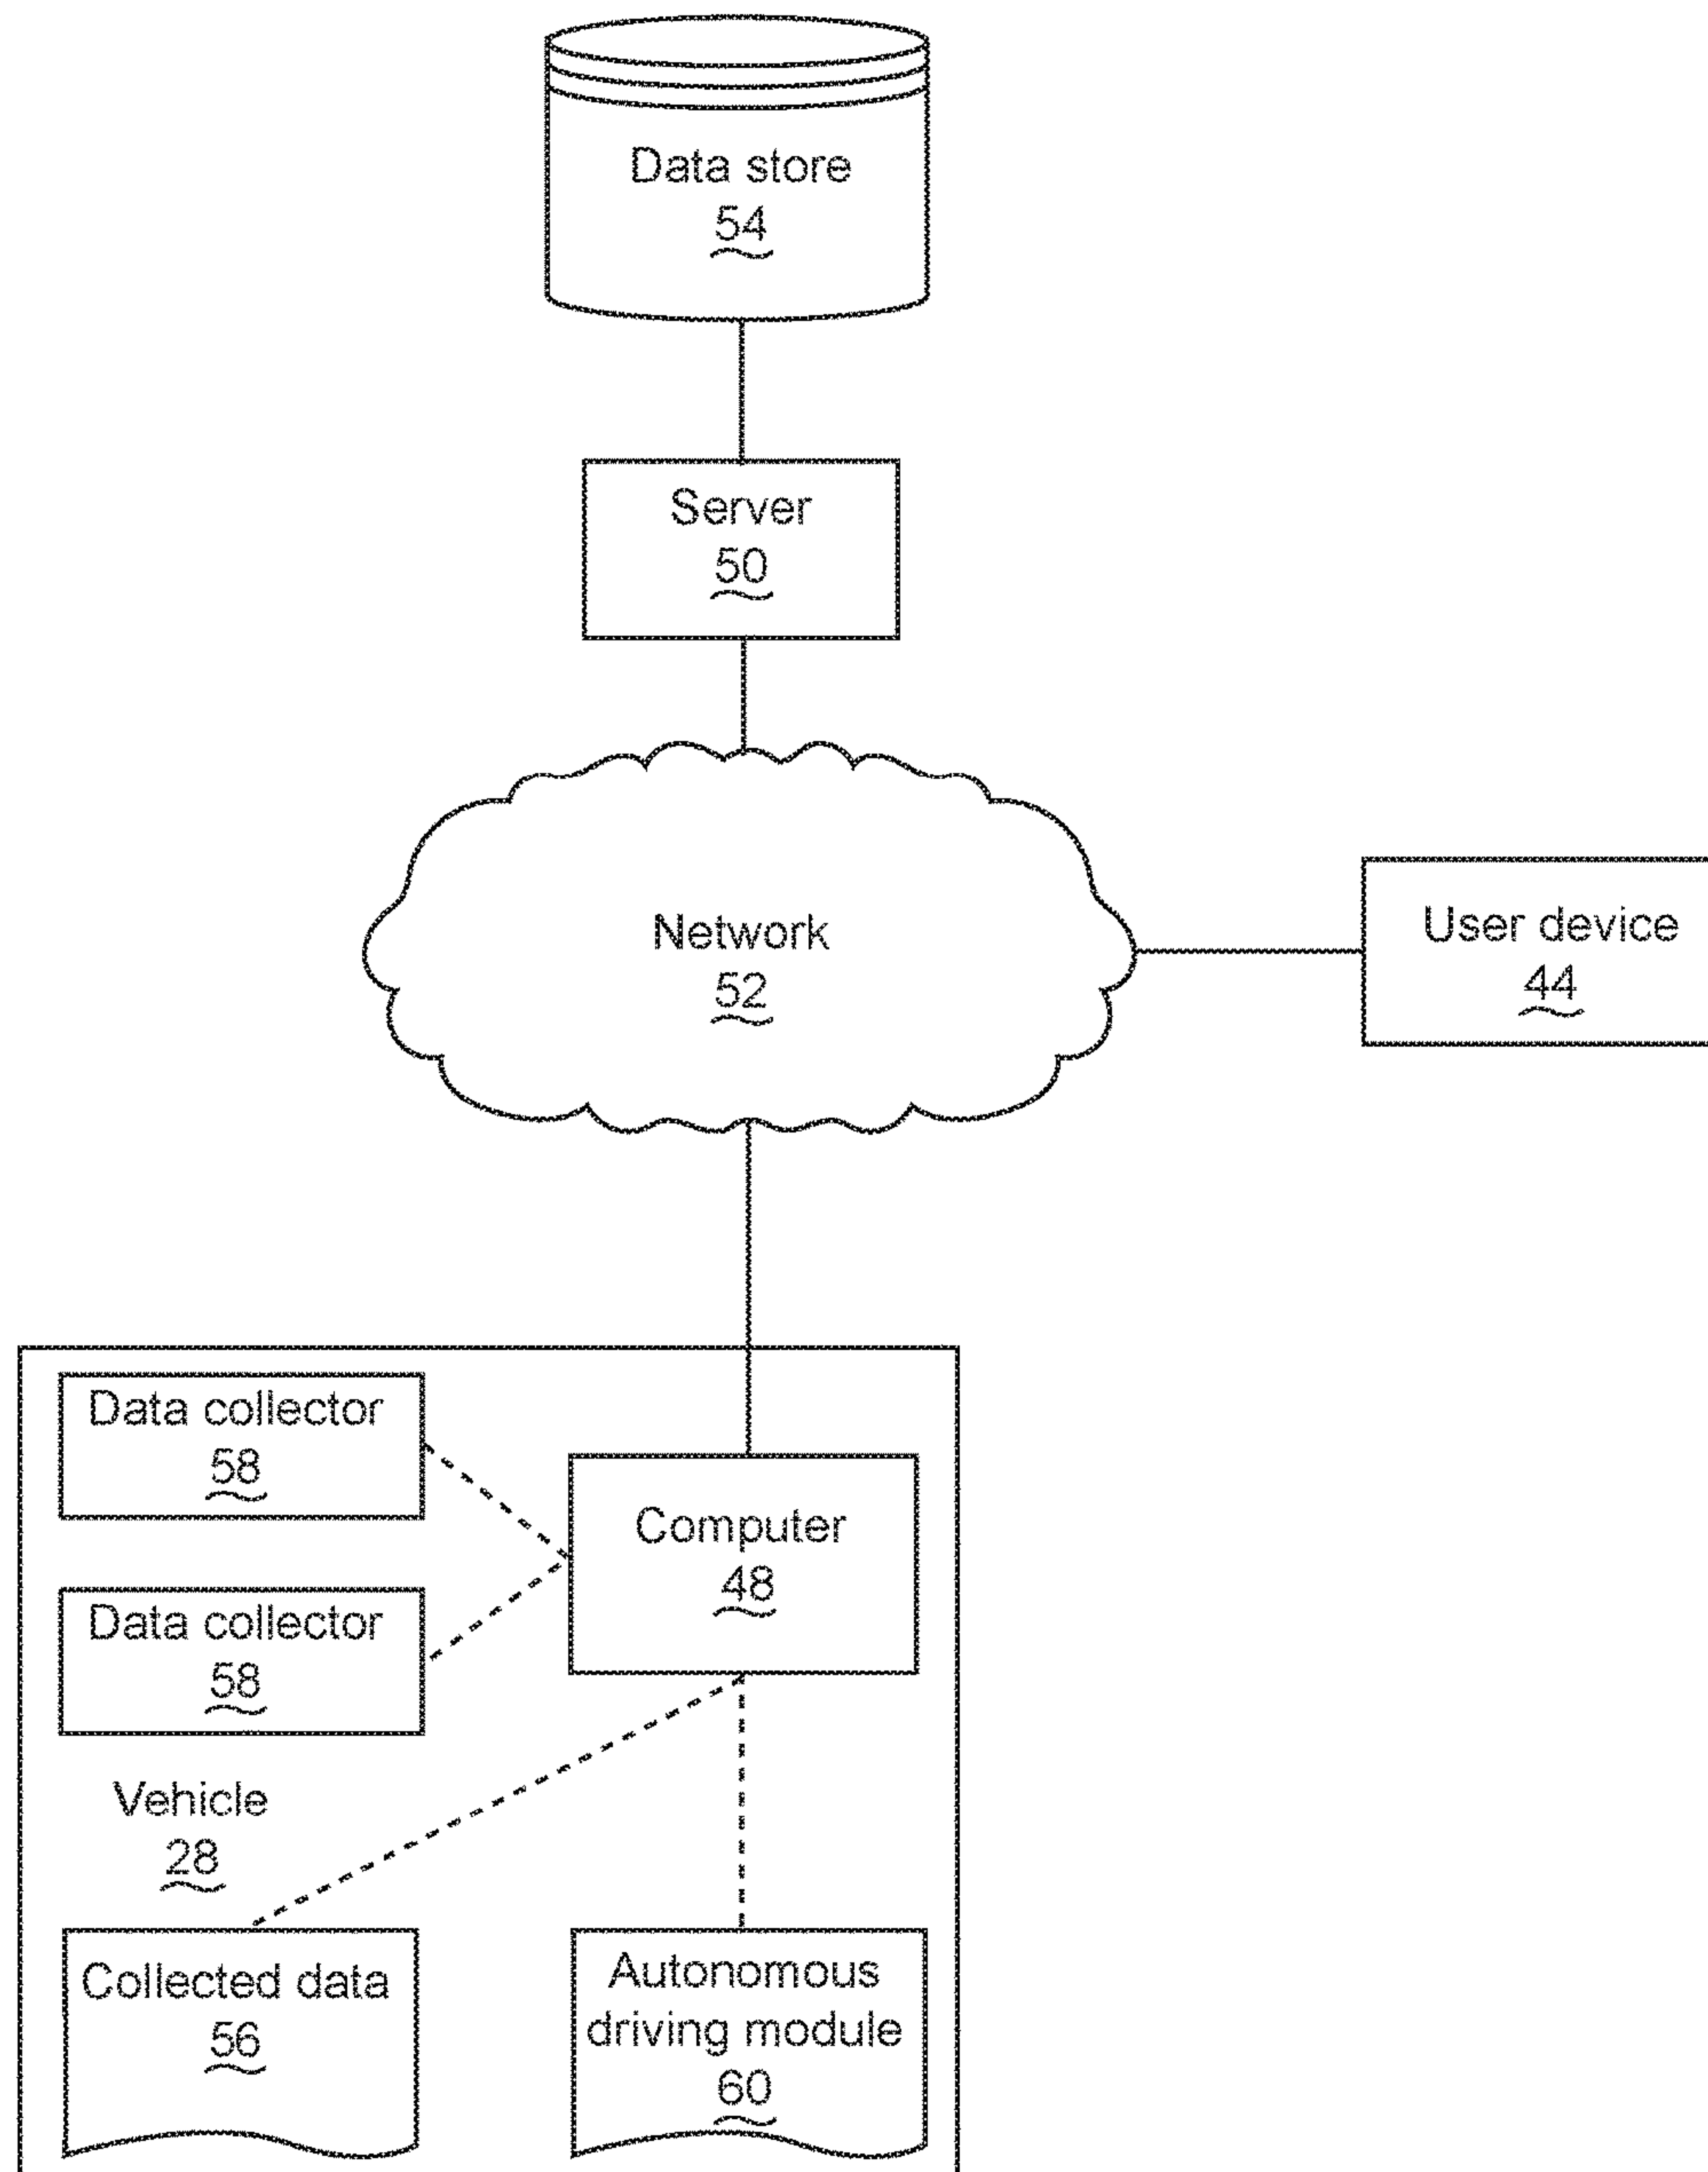 Data store
54
Server
50
Network
52
User device
44
Data collector
58
Computer
48
Data collector
58
Vehicle
28
Collected data
56
Autonomous
driving module
60